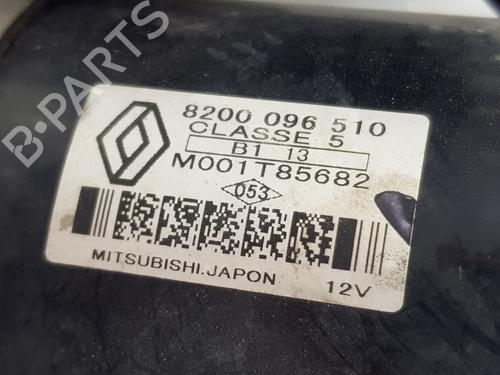 8200 096 510
CLASSE 5
B1 13
M001T85682
053
MITSUBISHI.JAPON
12V
B-PARTS